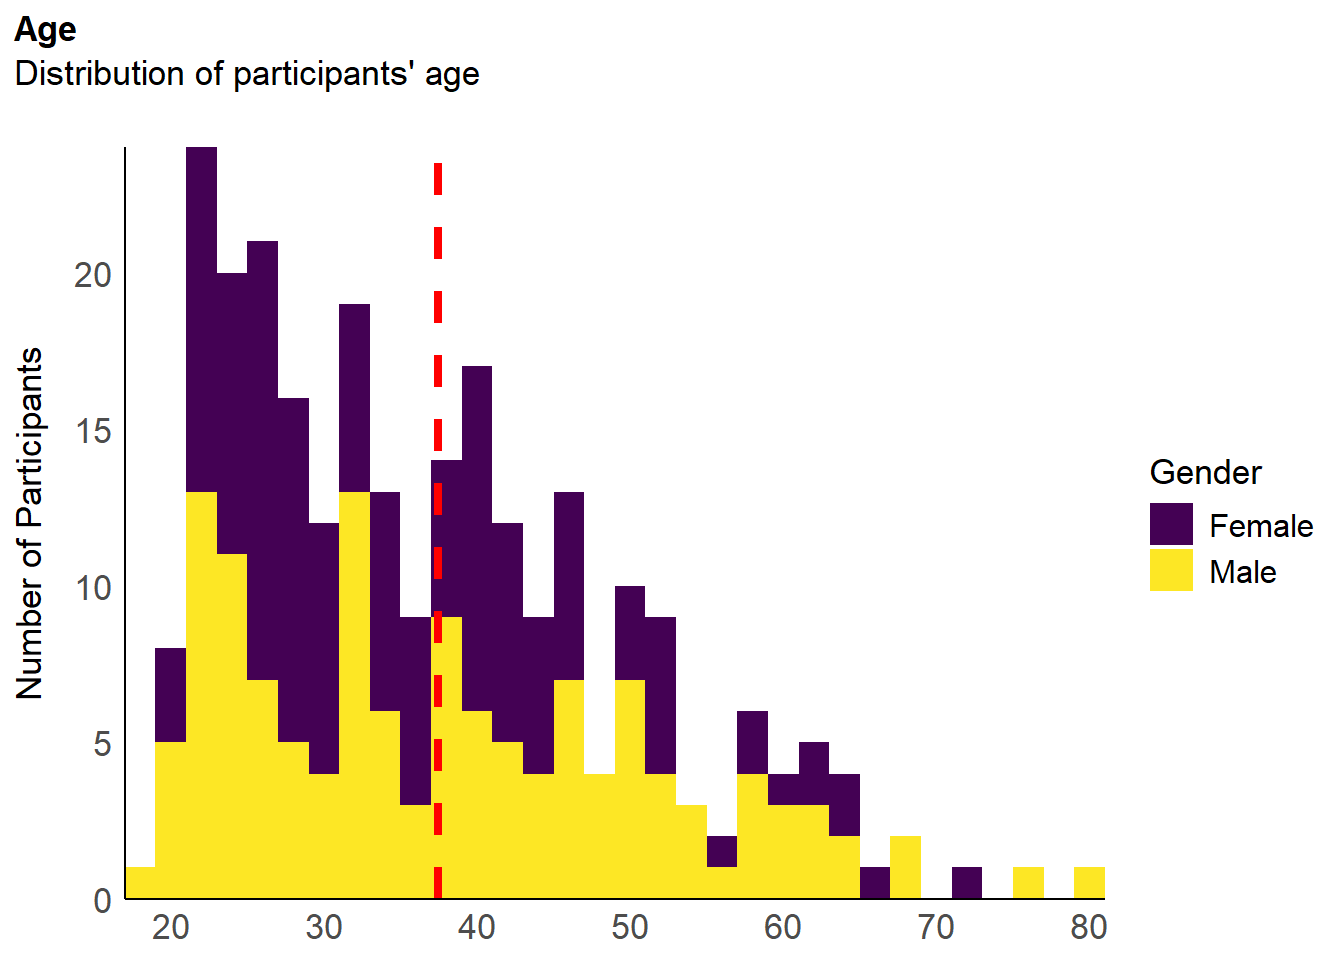 Age
Distribution of participants' age
Number of Participants
20
15
10
5
0
20 30 40 50 60 70 80
Gender
Female
Male